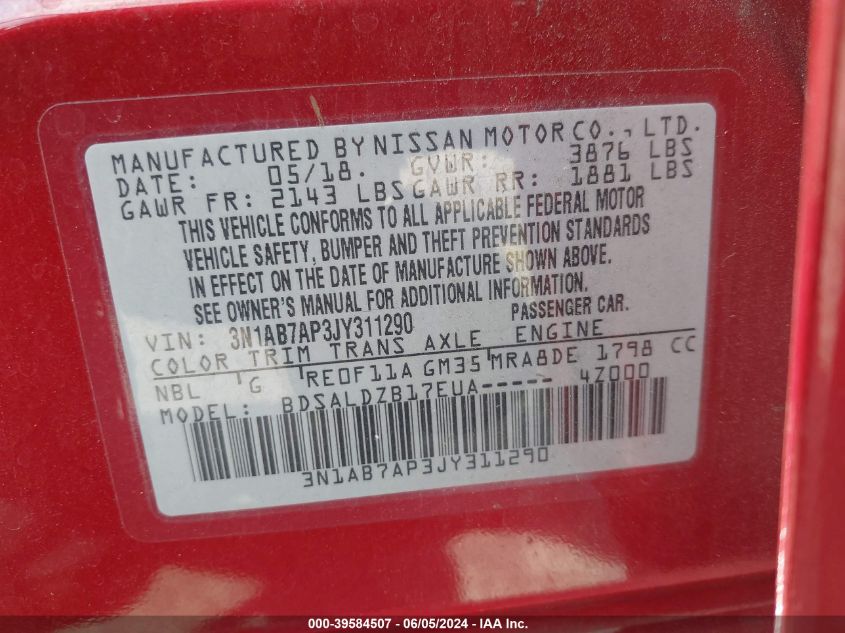 MANUFACTURED BY NISSAN MOTOR CO., LTD.
DATE: 05/18. GVWR: 3876 LBS
GAWR FR: 2143 LBS GAWR RR: 1881 LBS
THIS VEHICLE CONFORMS TO ALL APPLICABLE FEDERAL MOTOR
VEHICLE SAFETY, BUMPER AND THEFT PREVENTION STANDARDS
IN EFFECT ON THE DATE OF MANUFACTURE SHOWN ABOVE.
SEE OWNER'S MANUAL FOR ADDITIONAL INFORMATION.
VIN: 3N1AB7AP3JY311290 PASSENGER CAR.
COLOR TRIM TRANS AXLE ENGINE
NBL G RE0F11A GM35 MRA8DE 1798 CC
MODEL: BDSALDZB17EUA----- 4Z000
3N1AB7AP3JY311290
000-39584507 - 06/05/2024 - IAA Inc.